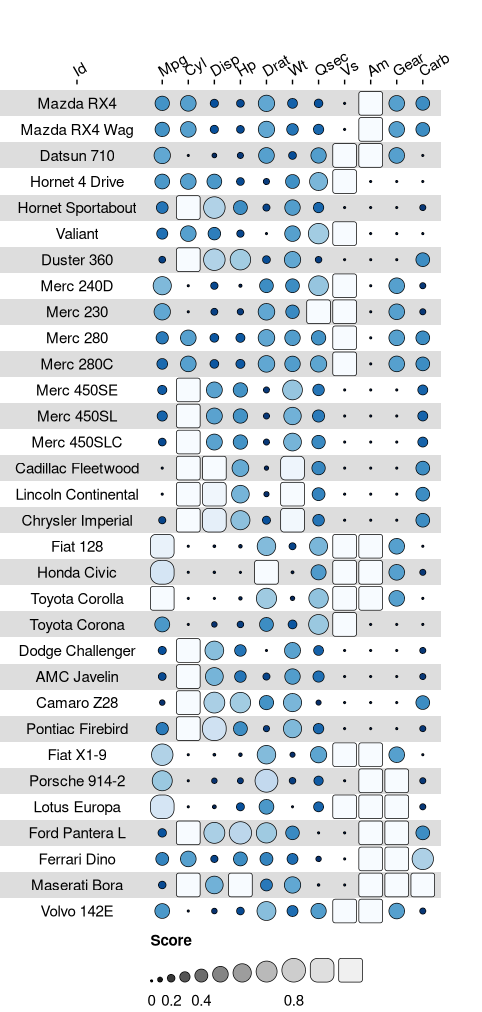 Id Mpg Cyl Disp Hp Drat Wt Qsec Vs Am Gear Carb
Mazda RX4
Mazda RX4 Wag
Datsun 710
Hornet 4 Drive
Hornet Sportabout
Valiant
Duster 360
Merc 240D
Merc 230
Merc 280
Merc 280C
Merc 450SE
Merc 450SL
Merc 450SLC
Cadillac Fleetwood
Lincoln Continental
Chrysler Imperial
Fiat 128
Honda Civic
Toyota Corolla
Toyota Corona
Dodge Challenger
AMC Javelin
Camaro Z28
Pontiac Firebird
Fiat X1-9
Porsche 914-2
Lotus Europa
Ford Pantera L
Ferrari Dino
Maserati Bora
Volvo 142E
Score
0 0.2 0.4 0.8